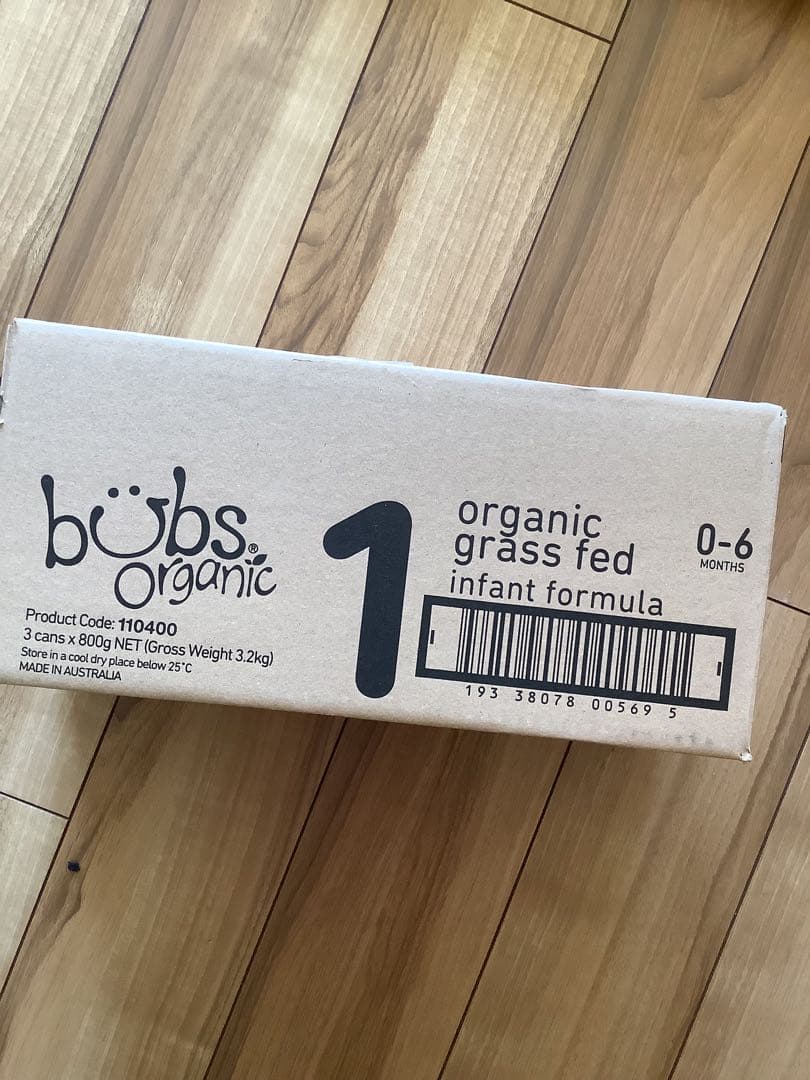 bübs®
organic
Product Code: 110400
3 cans x 800g NET (Gross Weight 3.2kg)
Store in a cool dry place below 25˚C
MADE IN AUSTRALIA
1
organic
grass fed
infant formula
0-6
MONTHS
193 38078 00569 5